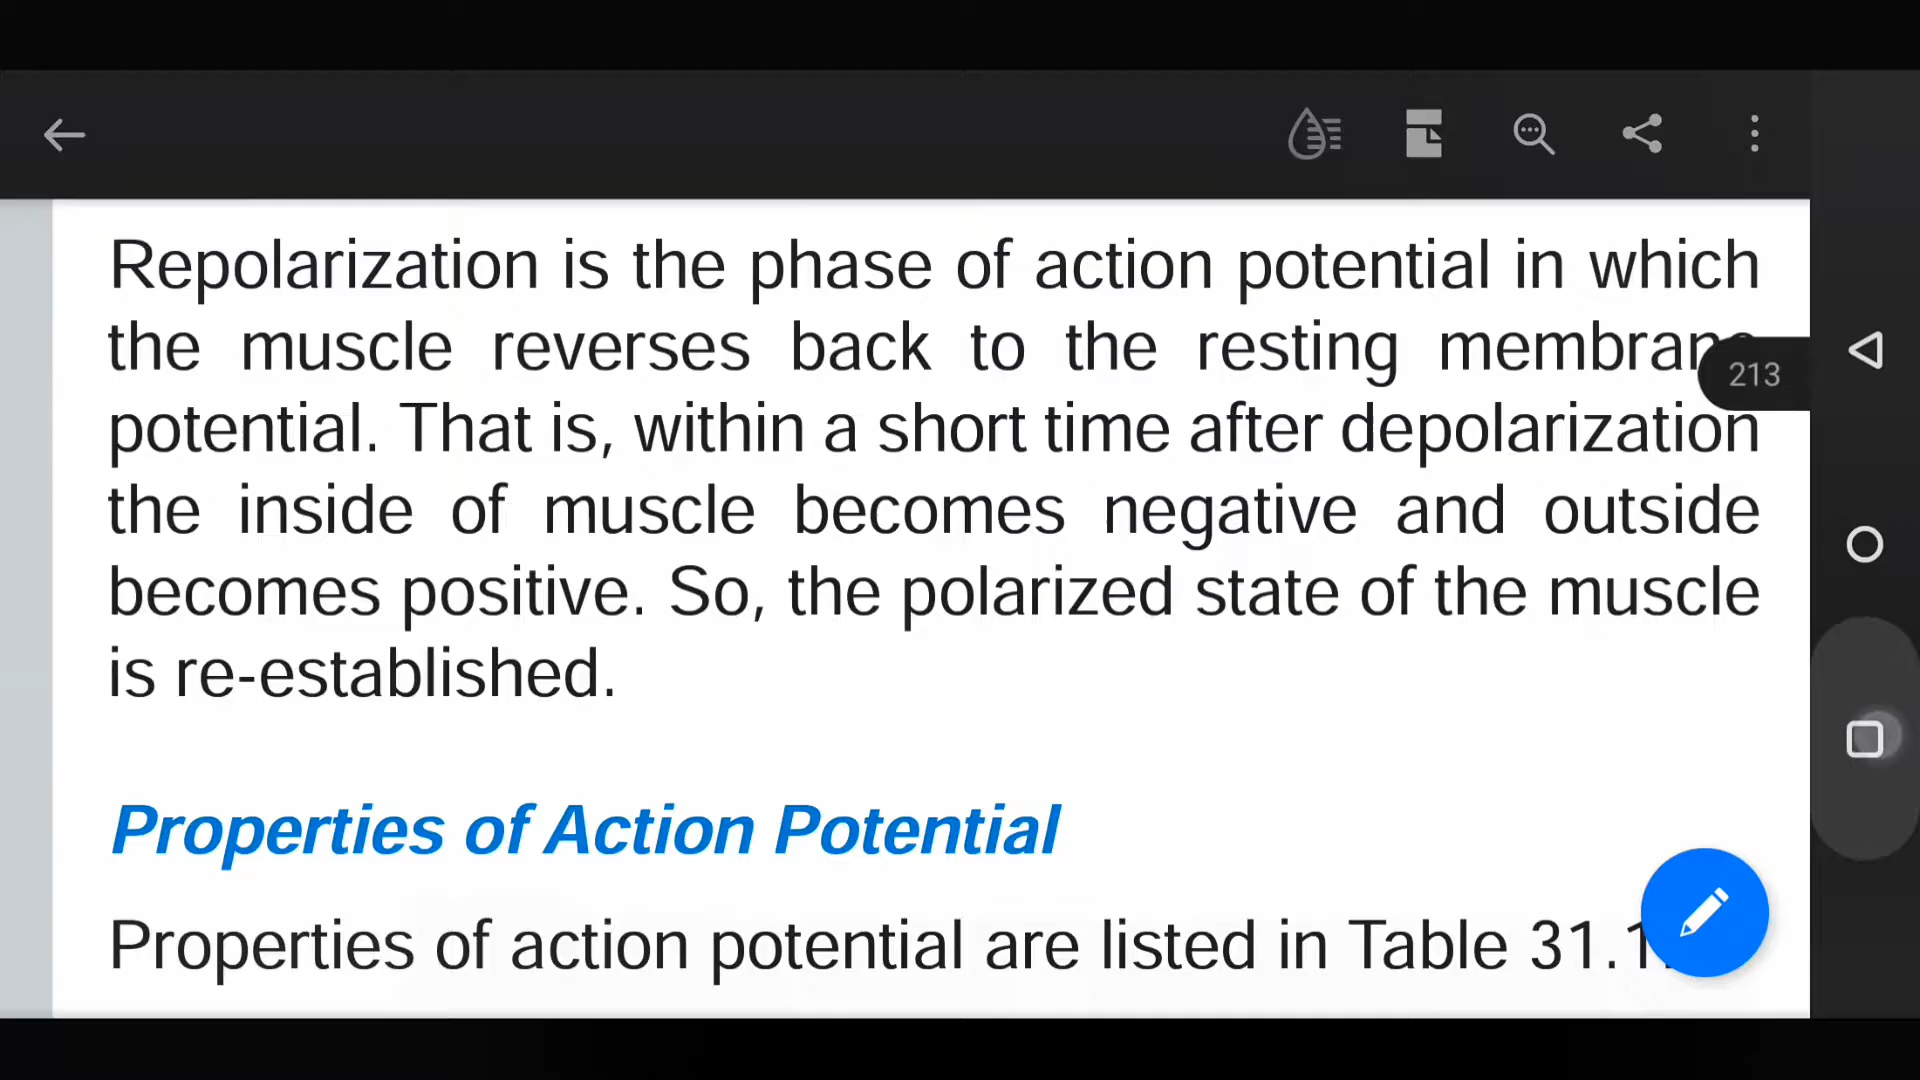 Repolarization is the phase of action potential in which
the muscle reverses back to the resting membrane
213
potential. That is, within a short time after depolarization
the inside of muscle becomes negative and outside
becomes positive. So, the polarized state of the muscle
is re-established.
Properties of Action Potential
Properties of action potential are listed in Table 31.1.